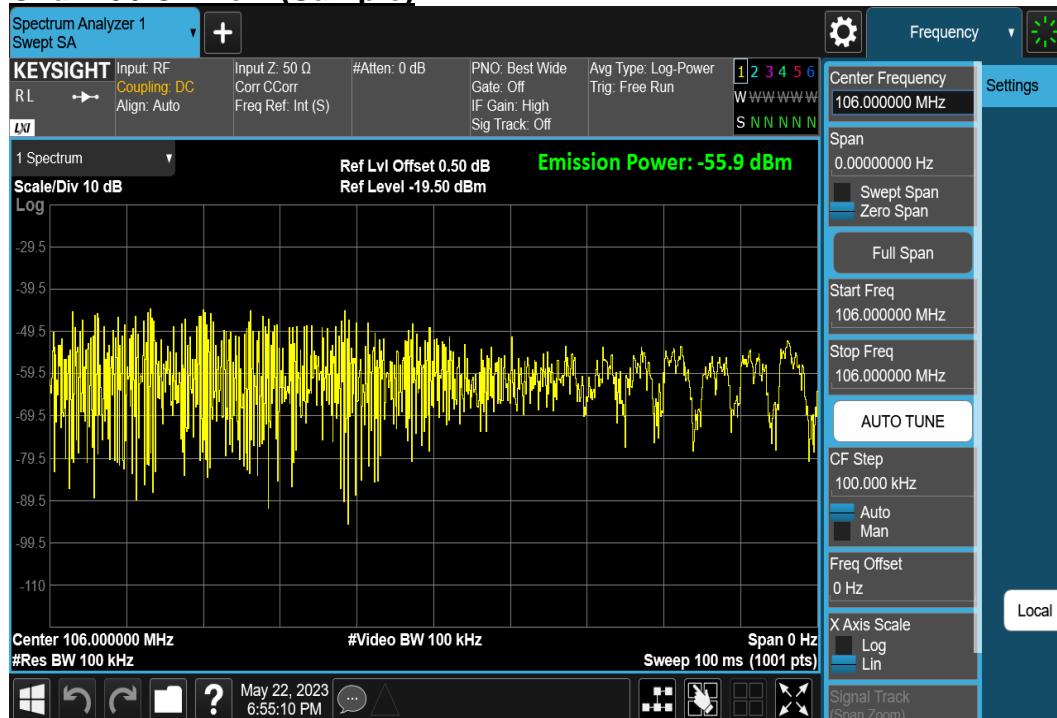 Spectrum Analyzer 1
Swept SA
Frequency
KEYSIGHT
RL
LXI
Input: RF
Coupling: DC
Align: Auto
Input Z: 50 Ω
Corr CCorr
Freq Ref: Int (S)
#Atten: 0 dB
PNO: Best Wide
Gate: Off
IF Gain: High
Sig Track: Off
Avg Type: Log-Power
Trig: Free Run
1 2 3 4 5 6
W W W W W W
S N N N N N
1 Spectrum
Scale/Div 10 dB
Log
Ref Lvl Offset 0.50 dB
Ref Level -19.50 dBm
Emission Power: -55.9 dBm
-29.5
-39.5
-49.5
-59.5
-69.5
-79.5
-89.5
-99.5
-110
Center 106.000000 MHz
#Res BW 100 kHz
#Video BW 100 kHz
Span 0 Hz
Sweep 100 ms (1001 pts)
Center Frequency
106.000000 MHz
Span
0.00000000 Hz
Swept Span
Zero Span
Full Span
Start Freq
106.000000 MHz
Stop Freq
106.000000 MHz
AUTO TUNE
CF Step
100.000 kHz
Auto
Man
Freq Offset
0 Hz
X Axis Scale
Log
Lin
Signal Track
(Span Zoom)
Settings
Local
?
May 22, 2023
6:55:10 PM